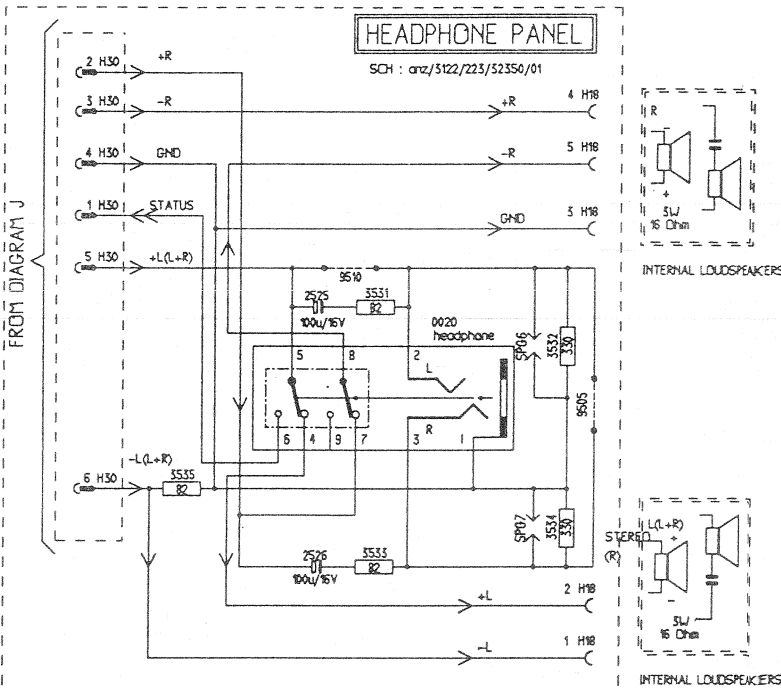 HEADPHONE PANEL
SCH : anz/3122/223/32350/01
FROM DIAGRAM J
2 H30 +R
3 H30 -R
4 H30 GND
1 H30 STATUS
5 H30 +L(L+R)
6 H30 -L(L+R)
+R 4 H18
-R 5 H18
GND 3 H18
9510
2525
100u/16V
3531
82
0020
headphone
5 8 2
L
R
6 4 9 7 3 1
SPG6
3532
330
9505
3535
82
SPG7
3534
330
2526
100u/16V
3533
82
STEREO
(R)
+L 2 H18
-L 1 H18
R
-
+
3W
16 Ohm
INTERNAL LOUDSPEAKERS
L(L+R)
+
-
3W
16 Ohm
INTERNAL LOUDSPEAKERS